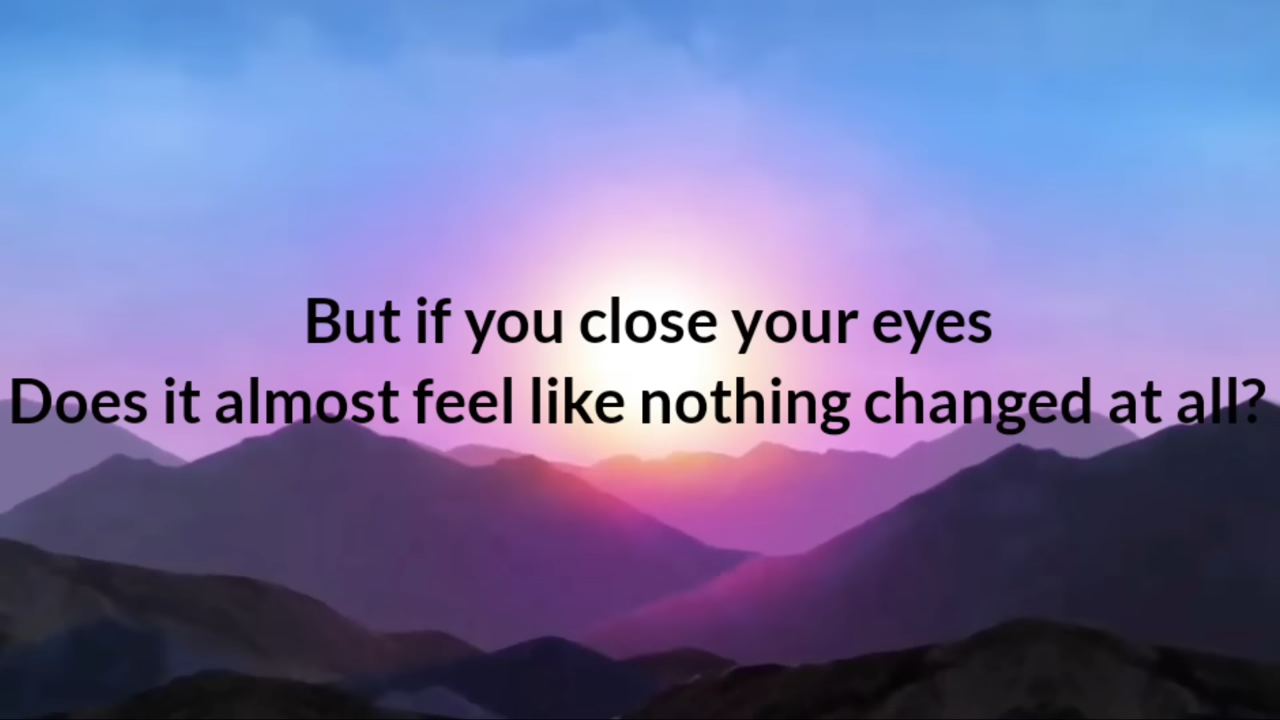 But if you close your eyes
Does it almost feel like nothing changed at all?